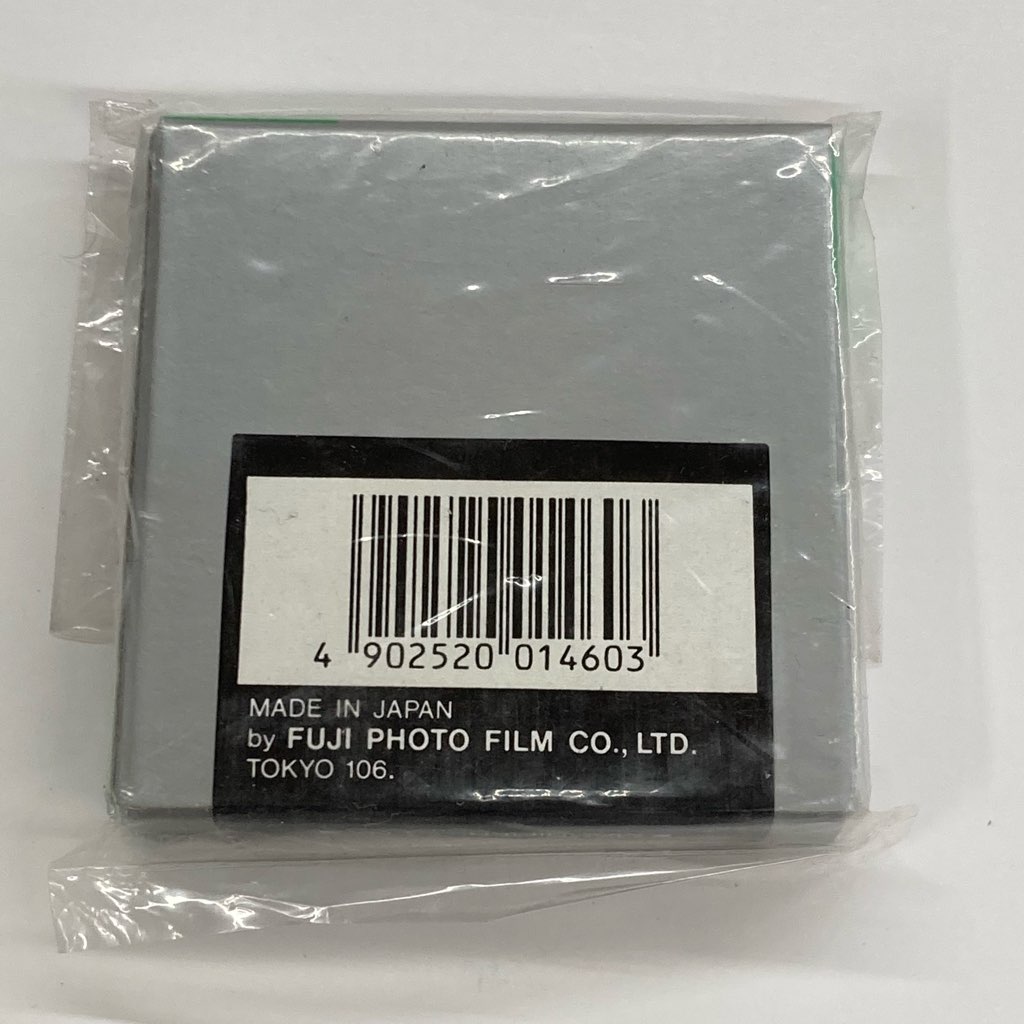 4 902520 014603
MADE IN JAPAN
by FUJI PHOTO FILM CO., LTD.
TOKYO 106.